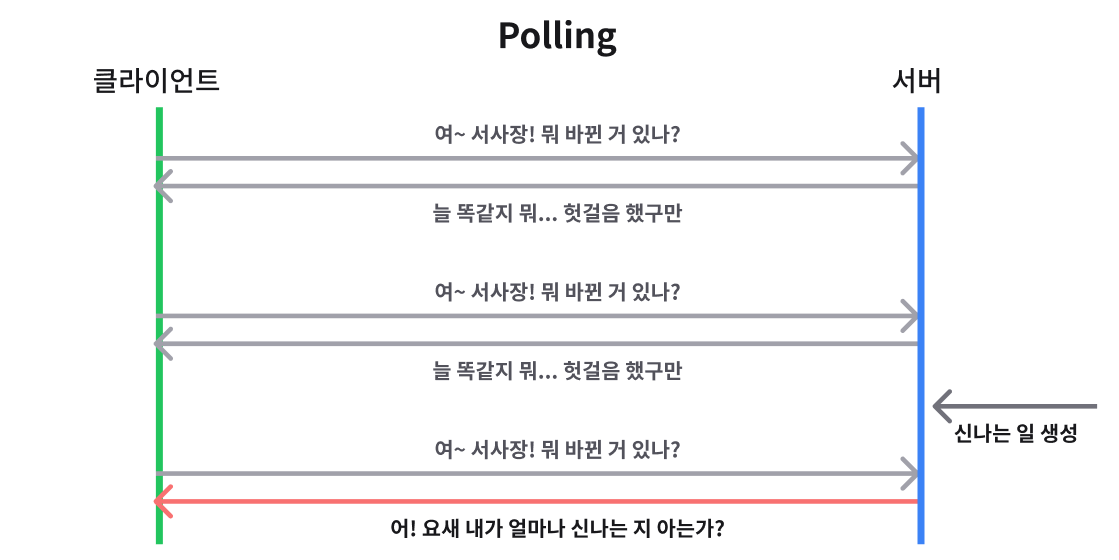 Polling
클라이언트
서버
여~ 서사장! 뭐 바뀐 거 있나?
늘 똑같지 뭐... 헛걸음 했구만
여~ 서사장! 뭐 바뀐 거 있나?
늘 똑같지 뭐... 헛걸음 했구만
신나는 일 생성
여~ 서사장! 뭐 바뀐 거 있나?
어! 요새 내가 얼마나 신나는 지 아는가?